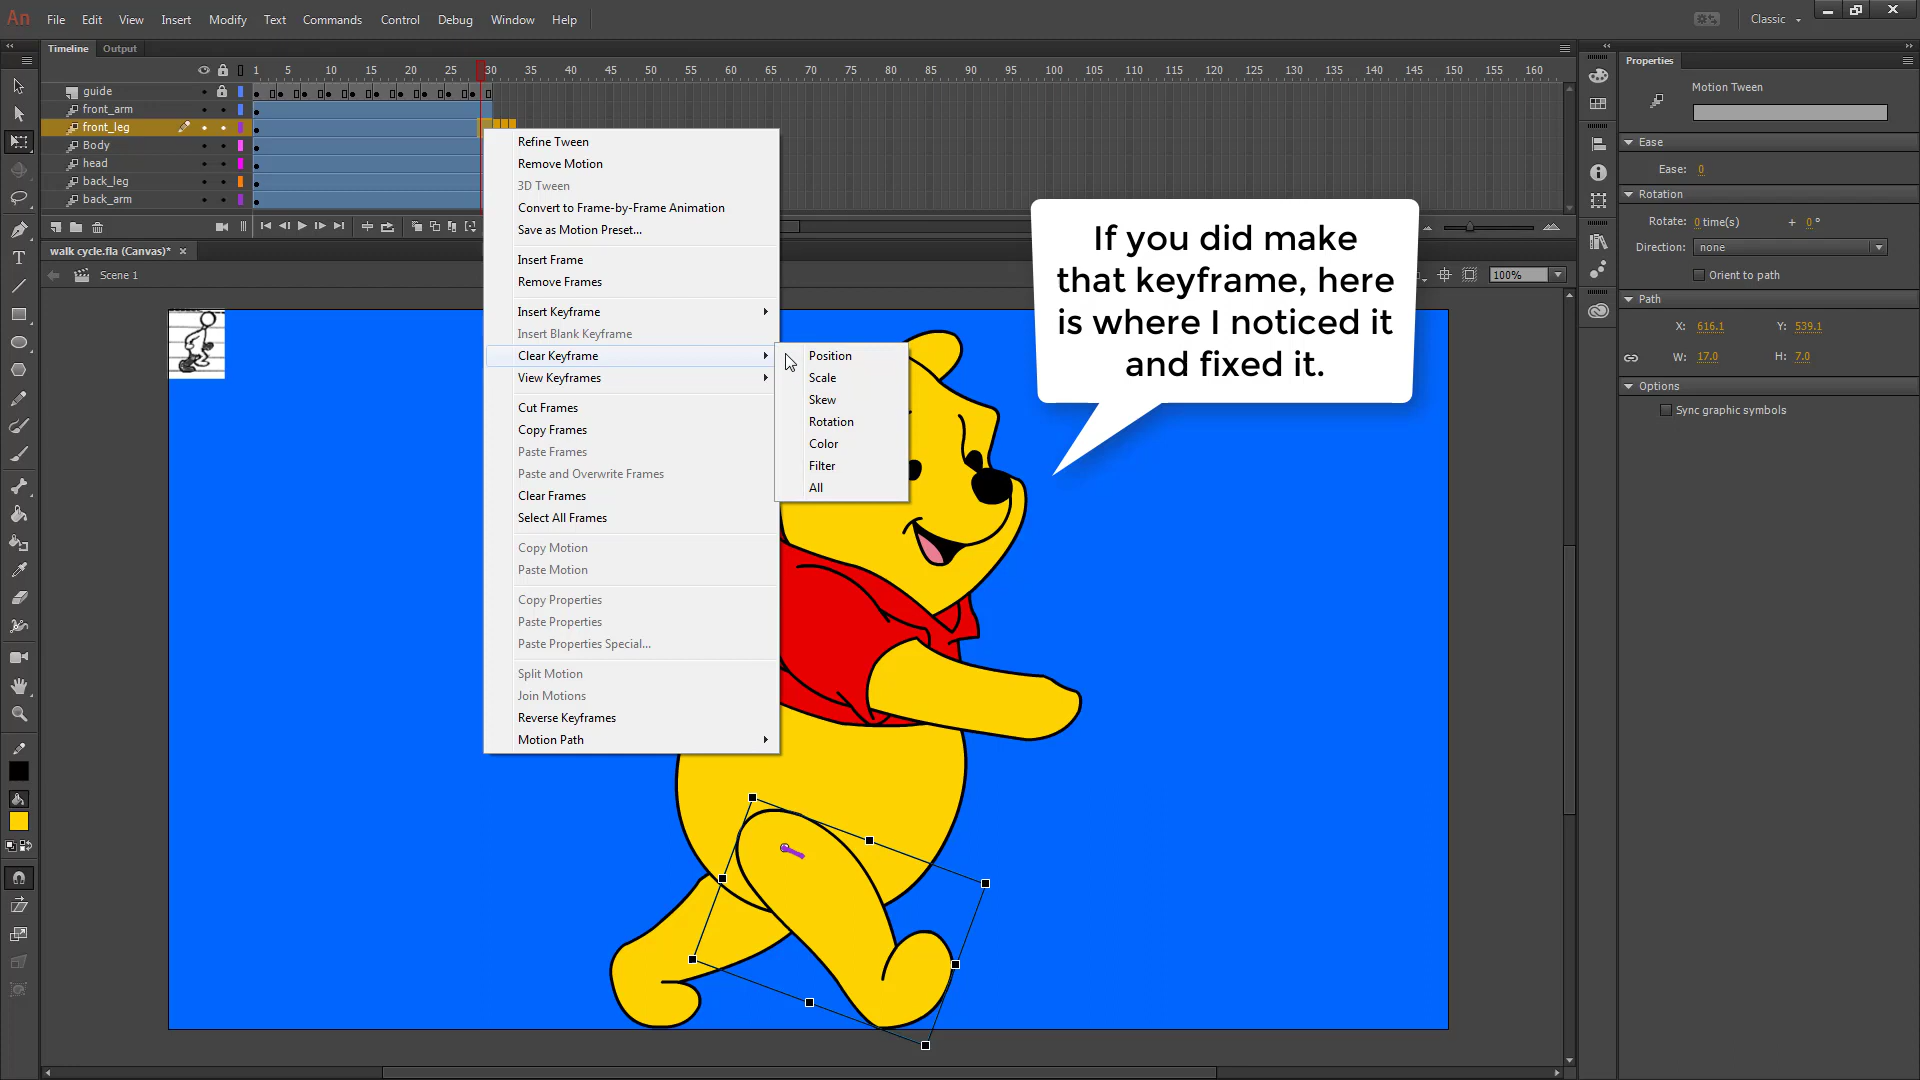 An File Edit View Insert Modify Text Commands Control Debug Window Help Classic
Timeline Output
1 5 10 15 20 25 30 35 40 45 50 55 60 65 70 75 80 85 90 95 100 105 110 115 120 125 130 135 140 145 150 155 160
guide
front_arm
front_leg
Body
head
back_leg
back_arm
walk cycle.fla (Canvas)*
Scene 1
100%
Refine Tween
Remove Motion
3D Tween
Convert to Frame-by-Frame Animation
Save as Motion Preset...
Insert Frame
Remove Frames
Insert Keyframe
Insert Blank Keyframe
Clear Keyframe
View Keyframes
Cut Frames
Copy Frames
Paste Frames
Paste and Overwrite Frames
Clear Frames
Select All Frames
Copy Motion
Paste Motion
Copy Properties
Paste Properties
Paste Properties Special...
Split Motion
Join Motions
Reverse Keyframes
Motion Path
Position
Scale
Skew
Rotation
Color
Filter
All
If you did make
that keyframe, here
is where I noticed it
and fixed it.
Properties
Motion Tween
Ease
Ease: 0
Rotation
Rotate: 0 time(s) + 0 °
Direction: none
Orient to path
Path
X: 616.1 Y: 539.1
W: 17.0 H: 7.0
Options
Sync graphic symbols